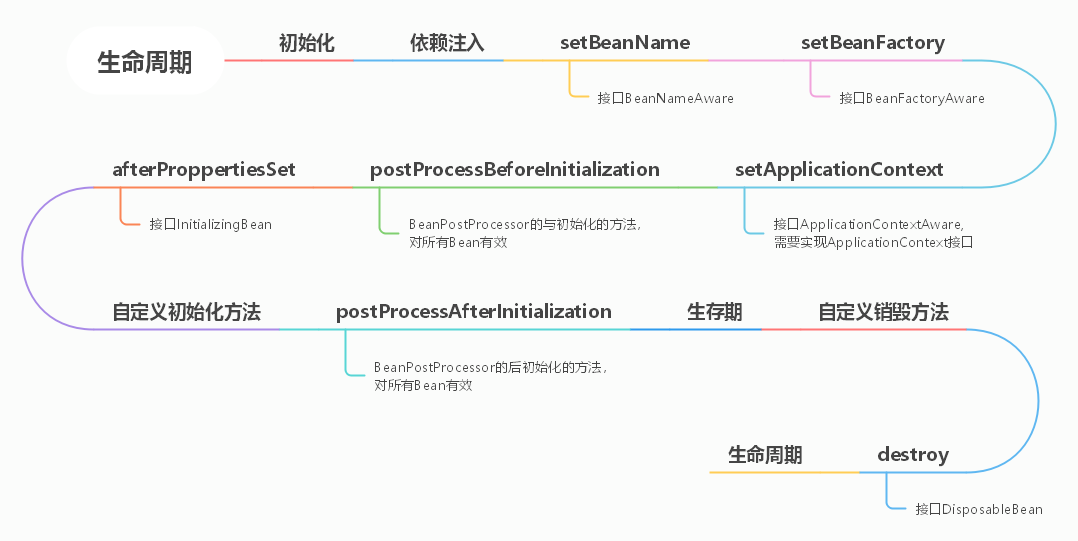 生命周期
初始化
依赖注入
setBeanName
接口BeanNameAware
setBeanFactory
接口BeanFactoryAware
setApplicationContext
接口ApplicationContextAware,
需要实现ApplicationContext接口
postProcessBeforeInitialization
BeanPostProcessor的与初始化的方法,
对所有Bean有效
afterProppertiesSet
接口InitializingBean
自定义初始化方法
postProcessAfterInitialization
BeanPostProcessor的后初始化的方法,
对所有Bean有效
生存期
自定义销毁方法
destroy
接口DisposableBean
生命周期